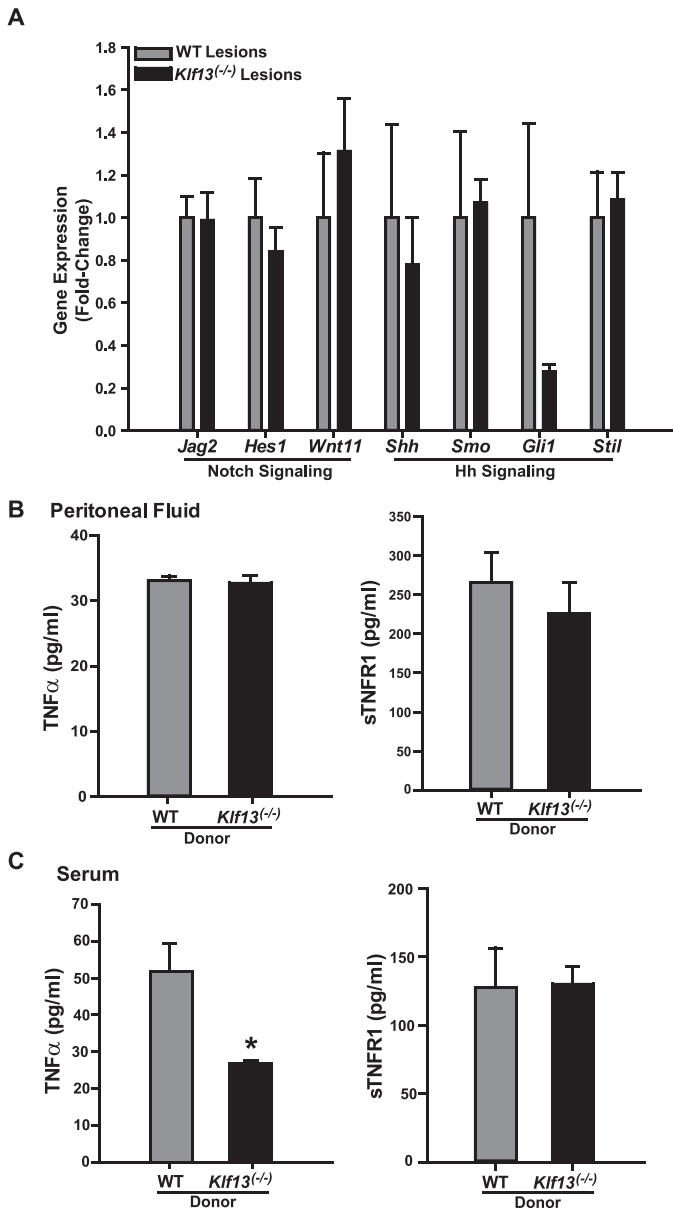 A
WT Lesions
Klf13(-/-) Lesions
Gene Expression
(Fold-Change)
1.8
1.6
1.4
1.2
1.0
0.8
0.6
0.4
0.2
0.0
Jag2 Hes1 Wnt11 Shh Smo Gli1 Stil
Notch Signaling Hh Signaling
B Peritoneal Fluid
TNFα (pg/ml)
40
30
20
10
0
WT Klf13(-/-)
Donor
sTNFR1 (pg/ml)
350
300
250
200
150
100
50
0
WT Klf13(-/-)
Donor
C Serum
TNFα (pg/ml)
70
60
50
40
30
20
10
0
*
WT Klf13(-/-)
Donor
sTNFR1 (pg/ml)
200
150
100
50
0
WT Klf13(-/-)
Donor